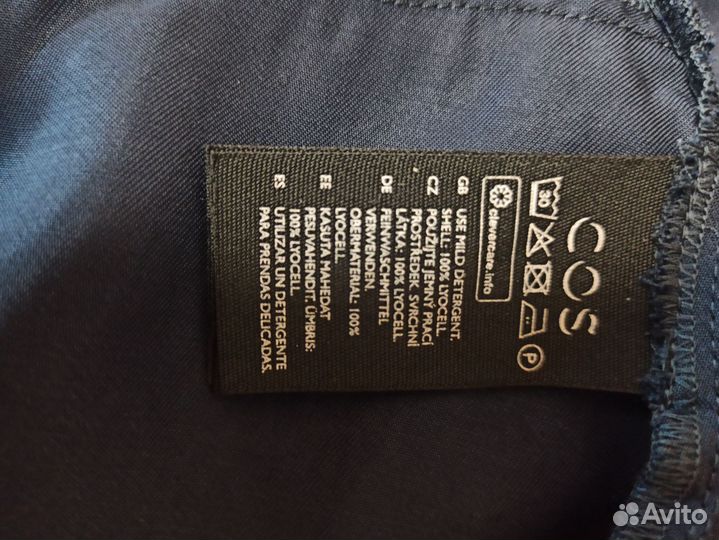 COS
30
P
clevercare.info
GB USE MILD DETERGENT.
SHELL: 100% LYOCELL.
CZ POUŽIJTE JEMNÝ PRACÍ
PROSTŘEDEK. SVRCHNÍ
LÁTKA: 100% LYOCELL.
DE FEINWASCHMITTEL
VERWENDEN.
OBERMATERIAL: 100%
LYOCELL.
EE KASUTA MAHEDAT
PESUVAHENDIT. ÜMBRIS:
100% LYOCELL.
ES UTILIZAR UN DETERGENTE
PARA PRENDAS DELICADAS.
Avito